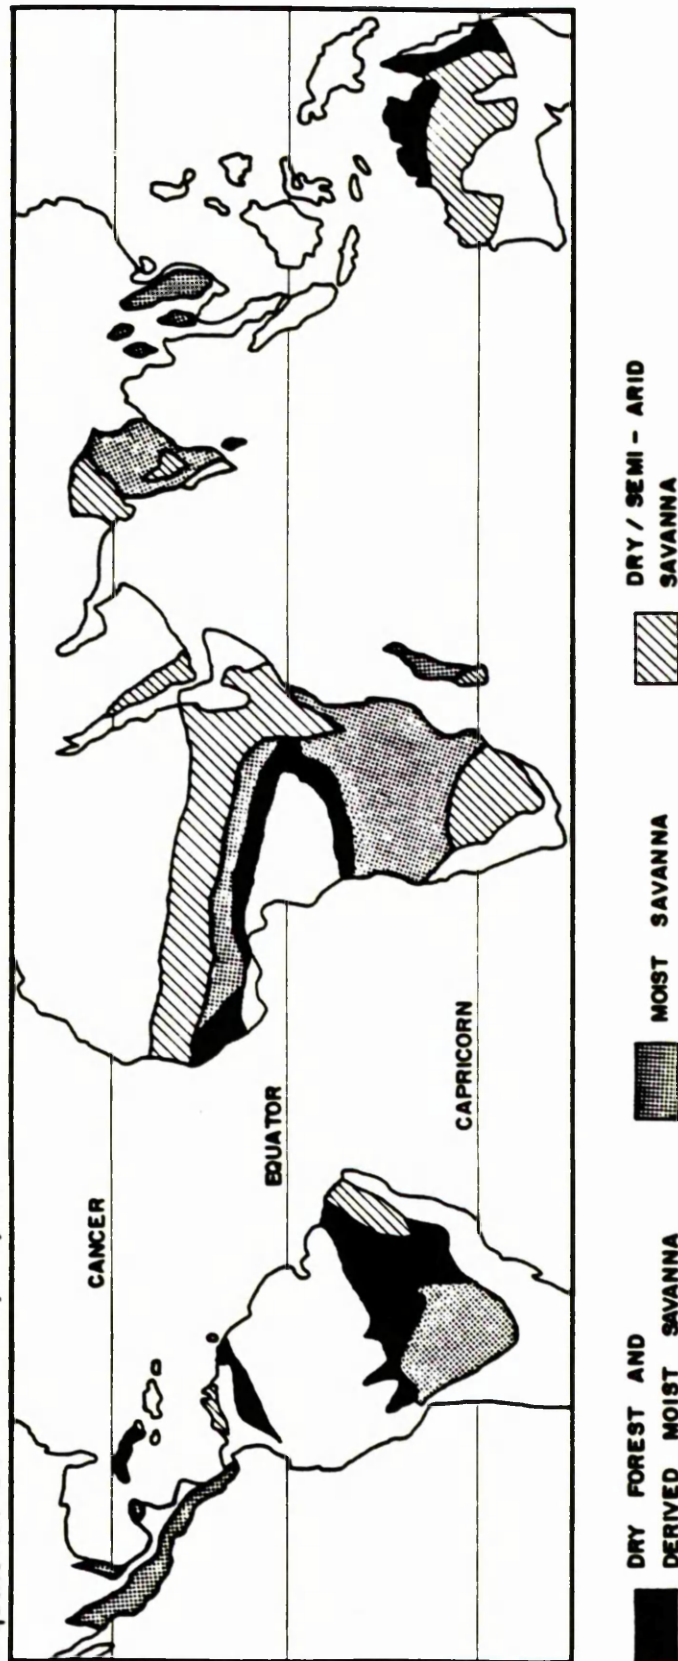 CANCER
EQUATOR
CAPRICORN
DRY FOREST AND
DERIVED MOIST SAVANNA
MOIST SAVANNA
DRY / SEMI - ARID
SAVANNA